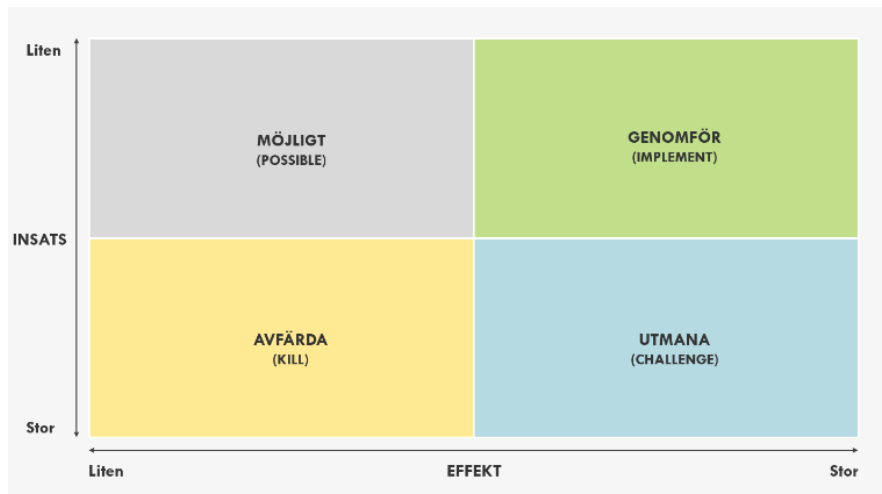 Liten
MÖJLIGT
(POSSIBLE)
GENOMFÖR
(IMPLEMENT)
INSATS
AVFÄRDA
(KILL)
UTMANA
(CHALLENGE)
Stor
Liten
EFFEKT
Stor